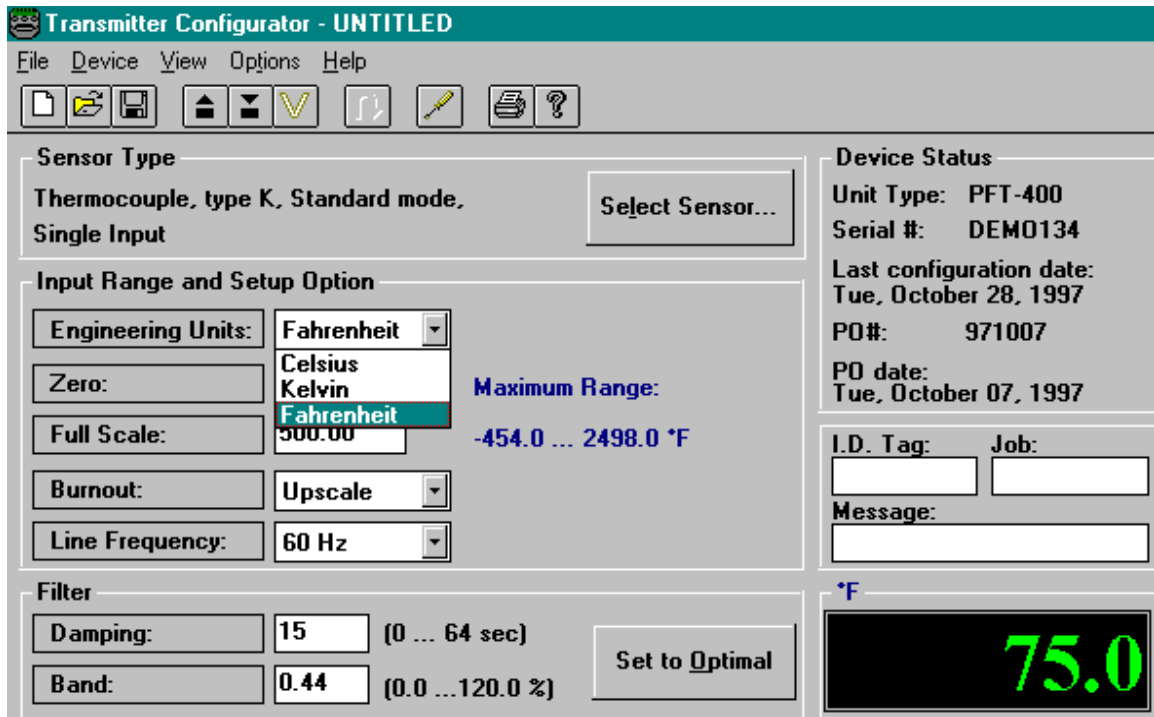 Transmitter Configurator - UNTITLED
File Device View Options Help
Sensor Type
Thermocouple, type K, Standard mode,
Single Input
Select Sensor...
Input Range and Setup Option
Engineering Units: Fahrenheit
Celsius
Kelvin
Fahrenheit
Zero:
Maximum Range:
Full Scale: 500.00
-454.0 ... 2498.0 °F
Burnout: Upscale
Line Frequency: 60 Hz
Filter
Damping: 15 (0 ... 64 sec)
Band: 0.44 (0.0 ...120.0 %)
Set to Optimal
Device Status
Unit Type: PFT-400
Serial #: DEMO134
Last configuration date:
Tue, October 28, 1997
PO#: 971007
PO date:
Tue, October 07, 1997
I.D. Tag: Job:
Message:
°F
75.0